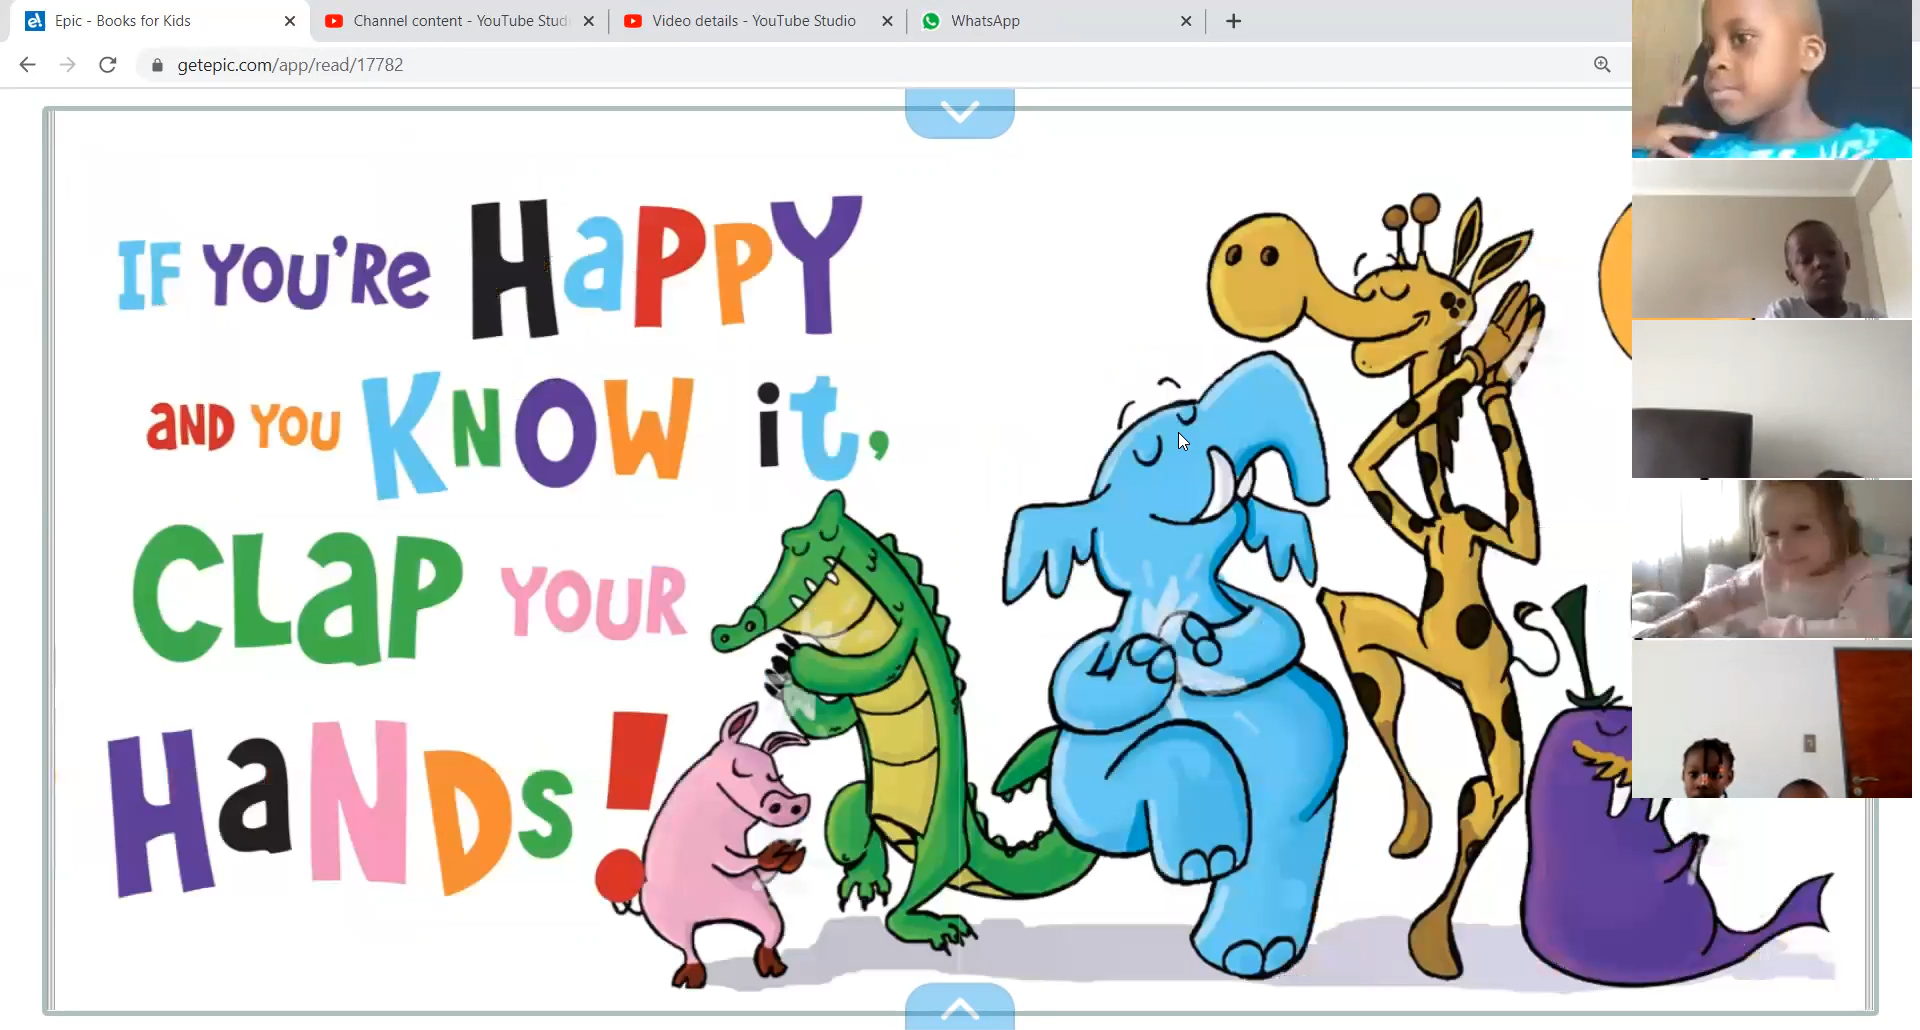 Epic - Books for Kids
Channel content - YouTube Stud
Video details - YouTube Studio
WhatsApp
getepic.com/app/read/17782
IF YOU'Re HaPPY
aND YOU KNOW it,
CLaP YOUR
HaNDs!